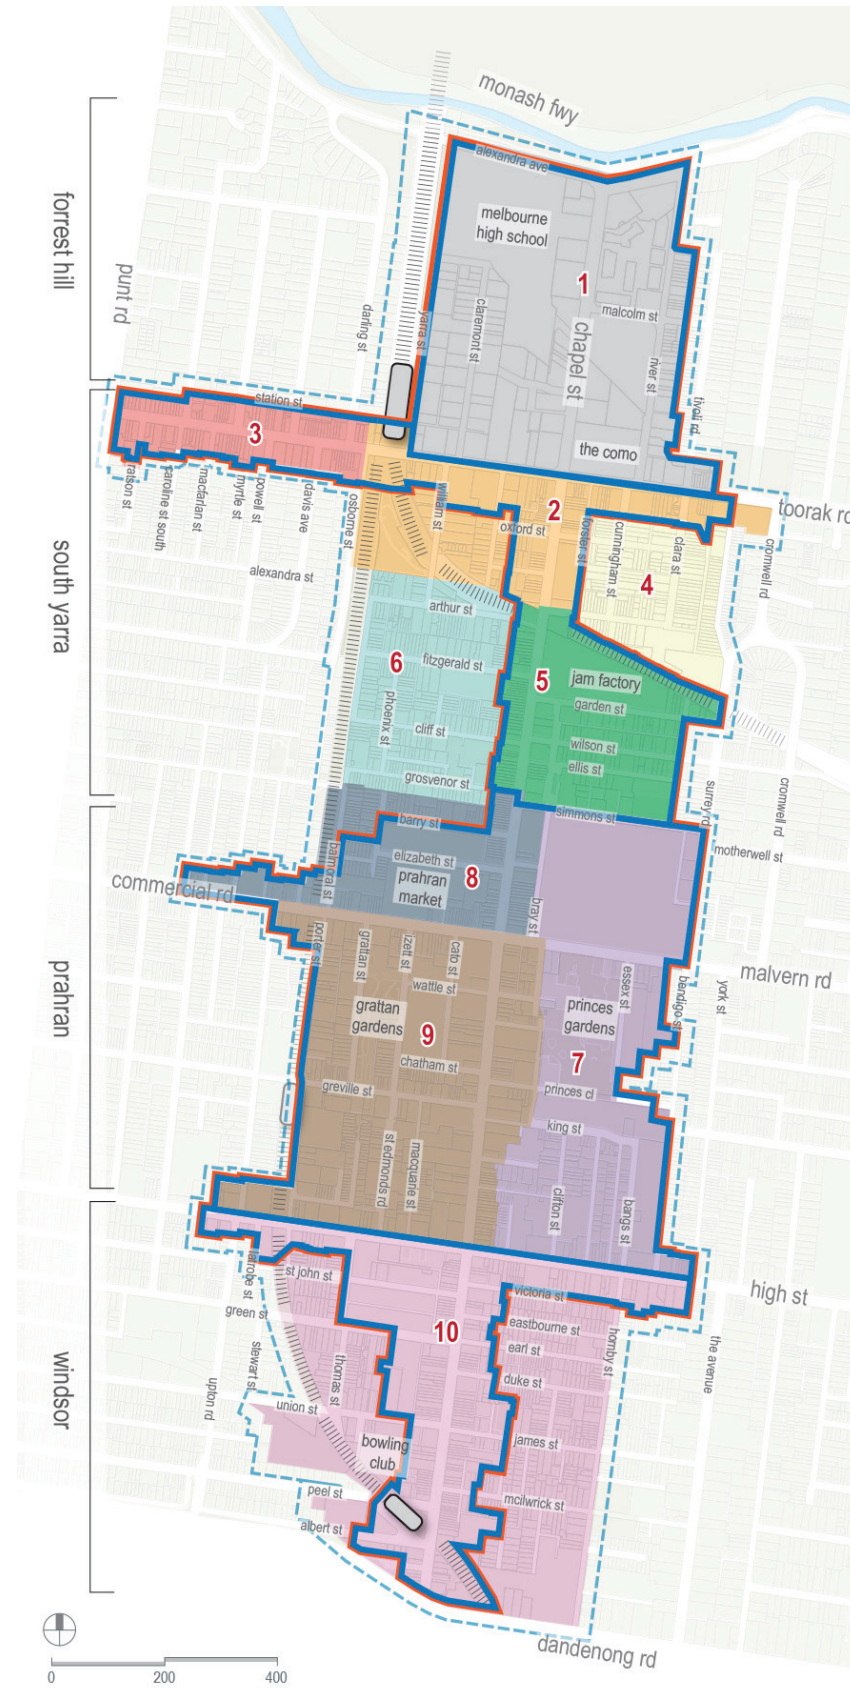 monash fwy
alexandra ave
forrest hill
melbourne
high school
1
punt rd
malcolm st
darling st
yarra st
claremont st
chapel st
river st
tivoli rd
station st
3
the como
2
toorak rd
ralson st
caroline st south
macfarlan st
myrtle st
powell st
davis ave
osborne st
william st
oxford st
forster st
cunningham st
clara st
cromwell rd
south yarra
alexandra st
arthur st
4
6
fitzgerald st
5
jam factory
garden st
phoenix st
cliff st
wilson st
ellis st
grosvenor st
surrey rd
cromwell rd
simmons st
barry st
motherwell st
balmoral st
elizabeth st
prahran
market
8
commercial rd
bray st
porter st
grattan st
izett st
cato st
prahran
malvern rd
essex st
bendigo st
york st
wattle st
grattan
gardens
princes
gardens
9
7
chatham st
greville st
princes cl
king st
st edmonds rd
macquarie st
clifton st
bangs st
larobe st
st john st
high st
victoria st
green st
10
eastbourne st
hornby st
the avenue
earl st
stewart st
thomas st
duke st
windsor
upton rd
union st
bowling
club
james st
peel st
mcilwrick st
albert st
dandenong rd
0
200
400